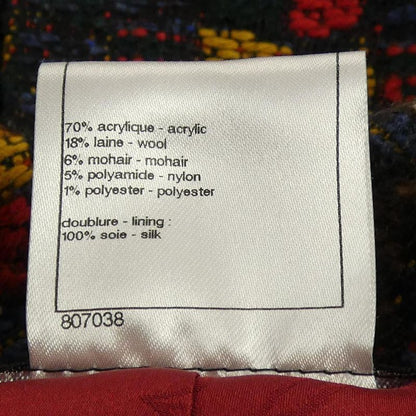 70% acrylique - acrylic
18% laine - wool
6% mohair - mohair
5% polyamide - nylon
1% polyester - polyester
doublure - lining :
100% soie - silk
807038